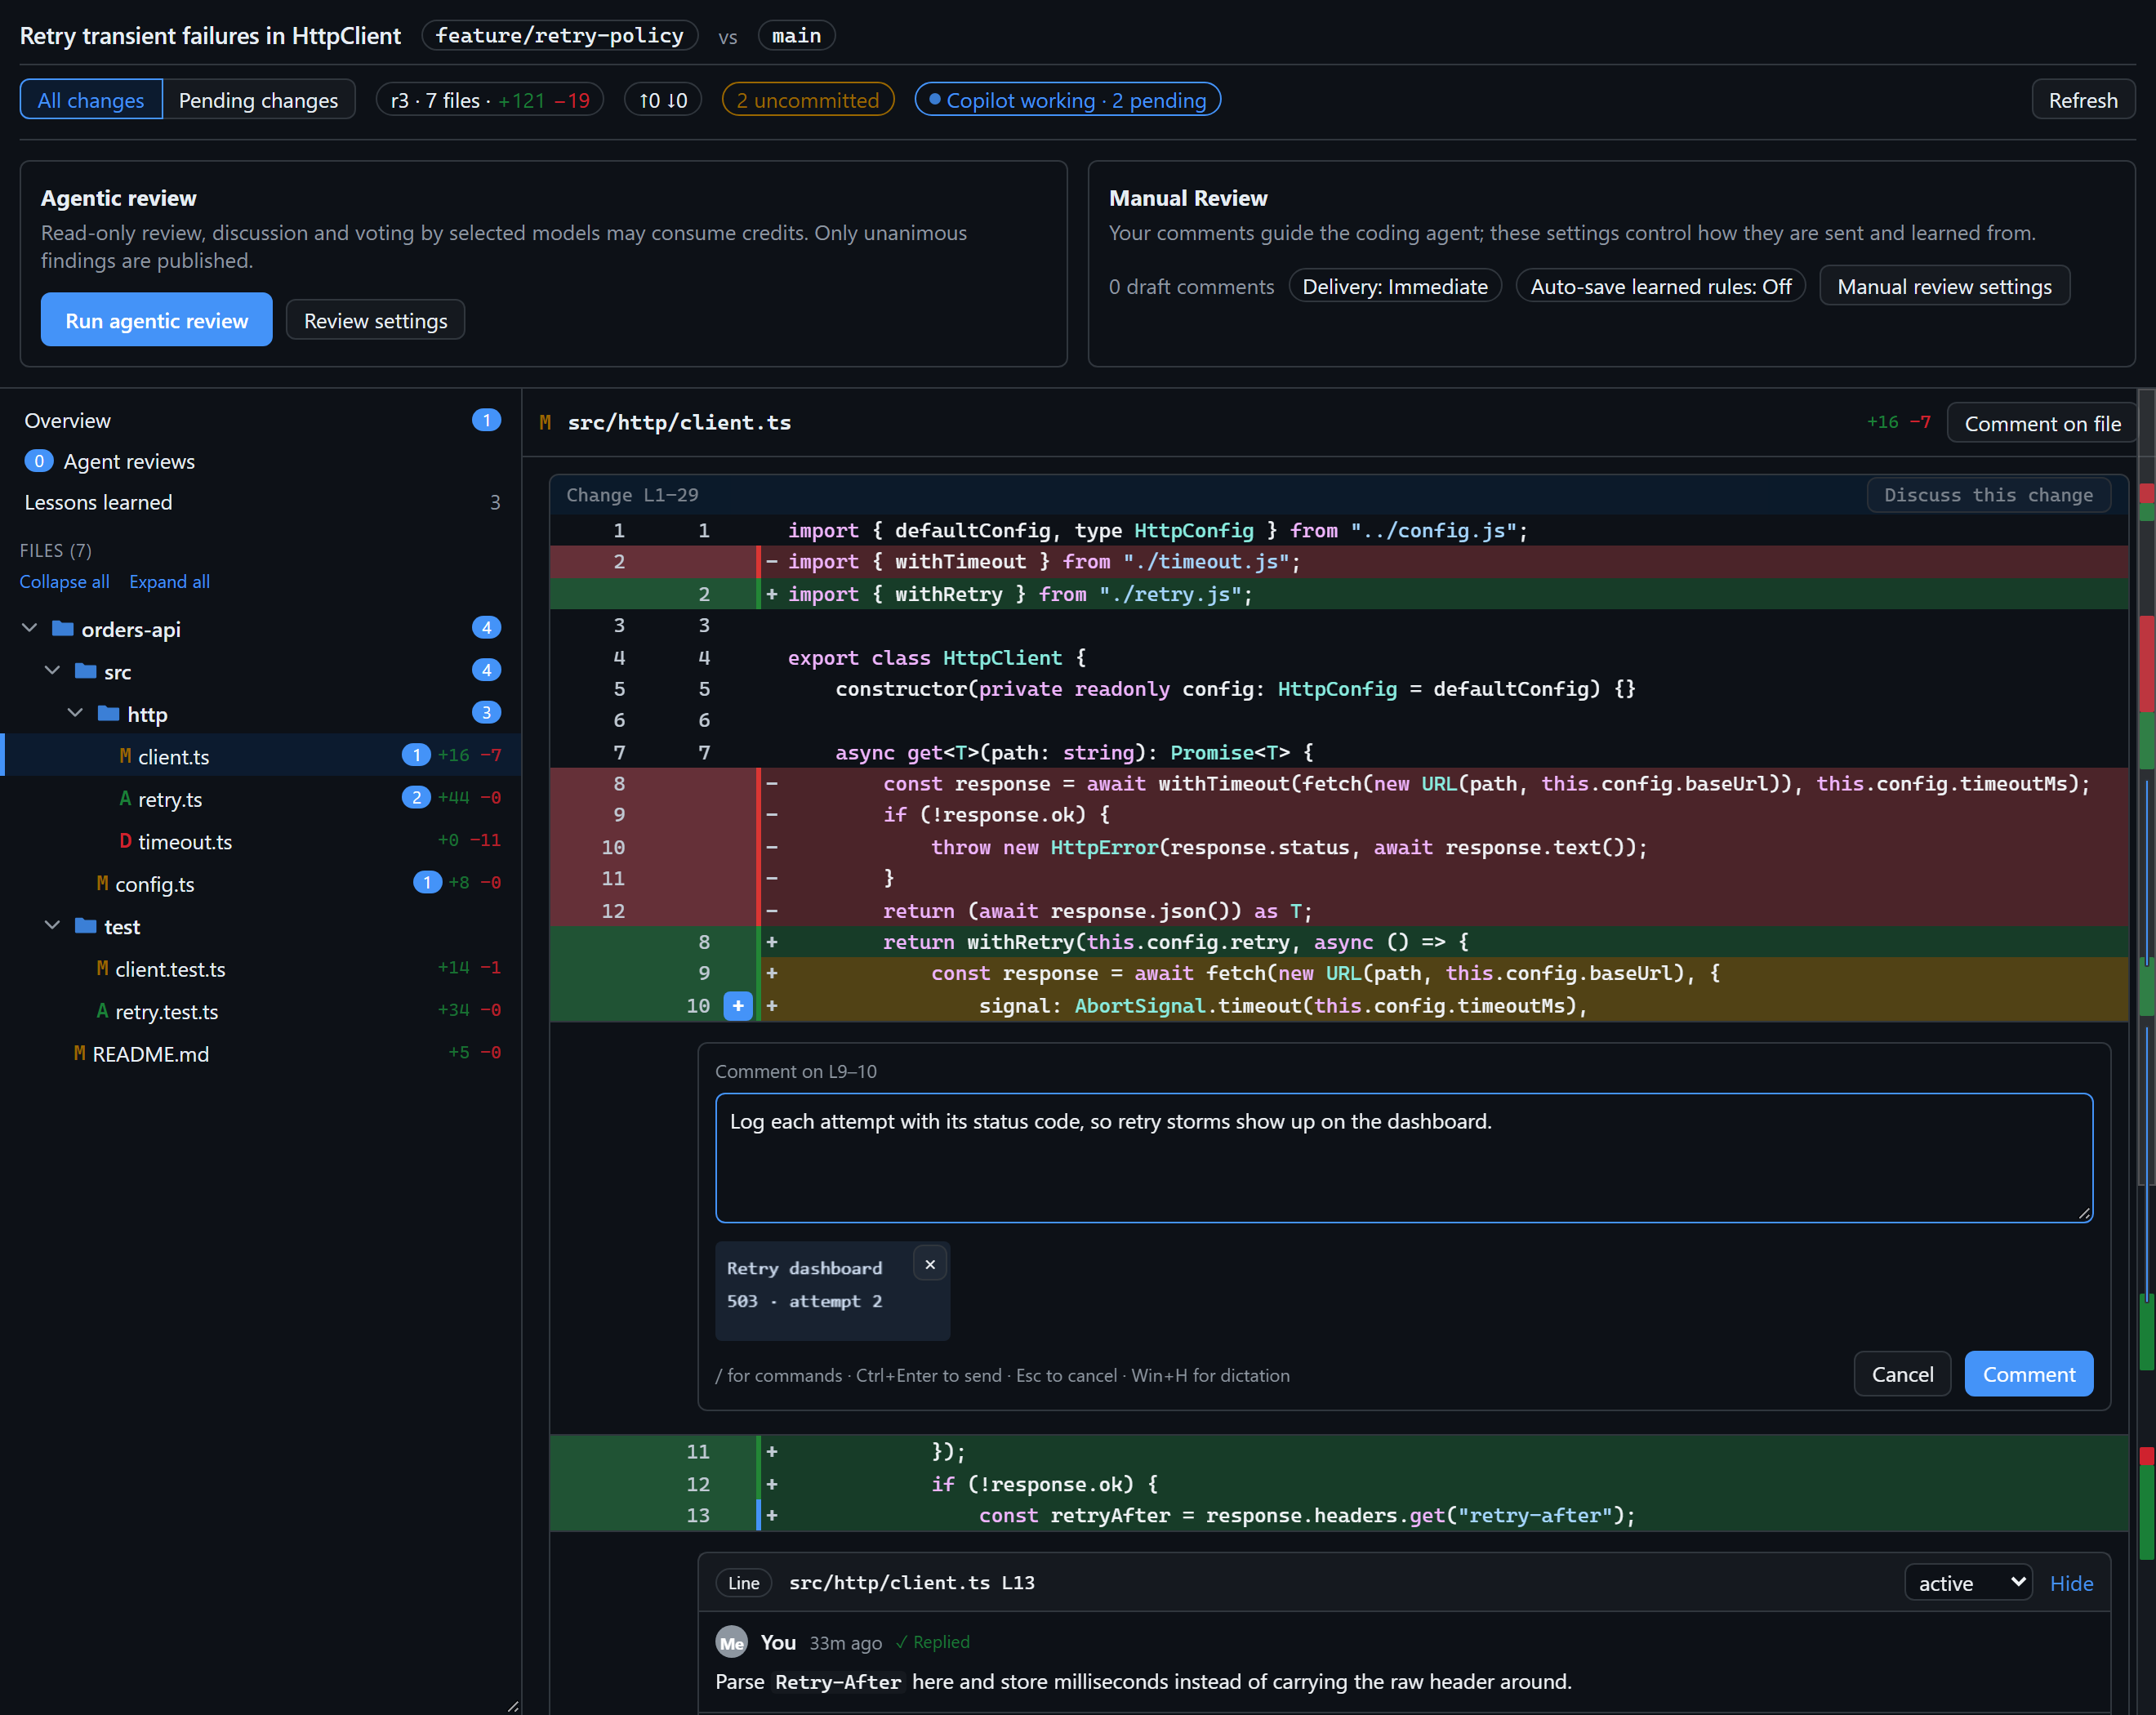 Retry transient failures in HttpClient feature/retry-policy vs main
All changes Pending changes r3 · 7 files · +121 −19 ↑0 ↓0 2 uncommitted Copilot working · 2 pending Refresh
Agentic review
Read-only review, discussion and voting by selected models may consume credits. Only unanimous
findings are published.
Run agentic review Review settings
Manual Review
Your comments guide the coding agent; these settings control how they are sent and learned from.
0 draft comments Delivery: Immediate Auto-save learned rules: Off Manual review settings
Overview 1
0 Agent reviews
Lessons learned 3
FILES (7)
Collapse all Expand all
orders-api 4
src 4
http 3
M client.ts 1 +16 −7
A retry.ts 2 +44 −0
D timeout.ts +0 −11
M config.ts 1 +8 −0
test
M client.test.ts +14 −1
A retry.test.ts +34 −0
M README.md +5 −0
M src/http/client.ts +16 −7 Comment on file
Change L1–29 Discuss this change
1 1 import { defaultConfig, type HttpConfig } from "../config.js";
2 − import { withTimeout } from "./timeout.js";
2 + import { withRetry } from "./retry.js";
3 3
4 4 export class HttpClient {
5 5 constructor(private readonly config: HttpConfig = defaultConfig) {}
6 6
7 7 async get<T>(path: string): Promise<T> {
8 − const response = await withTimeout(fetch(new URL(path, this.config.baseUrl)), this.config.timeoutMs);
9 − if (!response.ok) {
10 − throw new HttpError(response.status, await response.text());
11 − }
12 − return (await response.json()) as T;
8 + return withRetry(this.config.retry, async () => {
9 + const response = await fetch(new URL(path, this.config.baseUrl), {
10 + + signal: AbortSignal.timeout(this.config.timeoutMs),
Comment on L9–10
Log each attempt with its status code, so retry storms show up on the dashboard.
Retry dashboard ×
503 · attempt 2
/ for commands · Ctrl+Enter to send · Esc to cancel · Win+H for dictation Cancel Comment
11 + });
12 + if (!response.ok) {
13 + const retryAfter = response.headers.get("retry-after");
Line src/http/client.ts L13 active Hide
Me You 33m ago ✓ Replied
Parse Retry-After here and store milliseconds instead of carrying the raw header around.